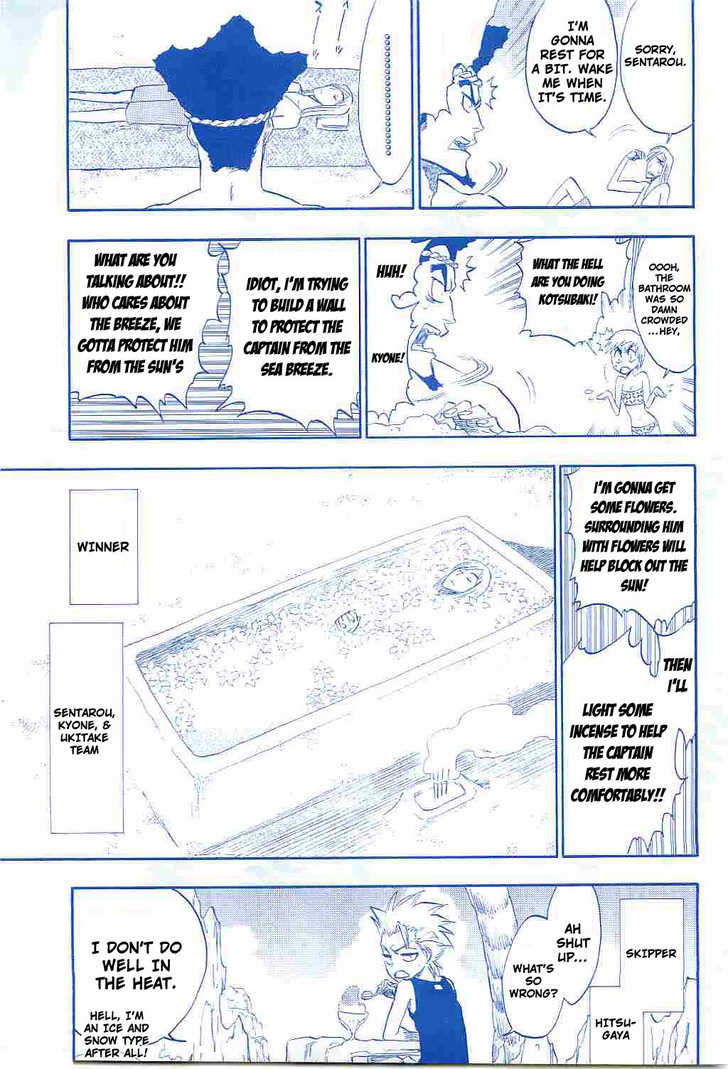 SORRY,
SENTAROU.
I'M
GONNA
REST FOR
A BIT. WAKE
ME WHEN
IT'S TIME.
OOOH,
THE
BATHROOM
WAS SO
DAMN
CROWDED
...HEY,
WHAT THE HELL
ARE YOU DOING
KOTSUBAKI!
HUH!
KYONE!
IDIOT, I'M TRYING
TO BUILD A WALL
TO PROTECT THE
CAPTAIN FROM THE
SEA BREEZE.
WHAT ARE YOU
TALKING ABOUT!!
WHO CARES ABOUT
THE BREEZE, WE
GOTTA PROTECT HIM
FROM THE SUN'S
I'M GONNA GET
SOME FLOWERS.
SURROUNDING HIM
WITH FLOWERS WILL
HELP BLOCK OUT THE
SUN!
THEN
I'LL
LIGHT SOME
INCENSE TO HELP
THE CAPTAIN
REST MORE
COMFORTABLY!!
WINNER
SENTAROU,
KYONE, &
UKITAKE
TEAM
SKIPPER
HITSU-
GAYA
AH
SHUT
UP...
WHAT'S
SO
WRONG?
I DON'T DO
WELL IN
THE HEAT.
HELL, I'M
AN ICE AND
SNOW TYPE
AFTER ALL!